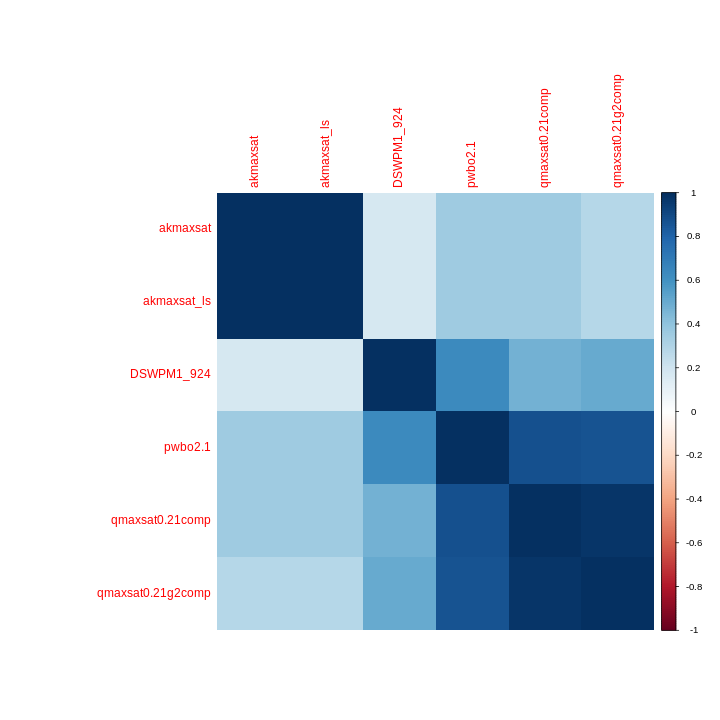 akmaxsat
akmaxsat_ls
DSWPM1_924
pwbo2.1
qmaxsat0.21comp
qmaxsat0.21g2comp
akmaxsat
akmaxsat_ls
DSWPM1_924
pwbo2.1
qmaxsat0.21comp
qmaxsat0.21g2comp
1
0.8
0.6
0.4
0.2
0
-0.2
-0.4
-0.6
-0.8
-1